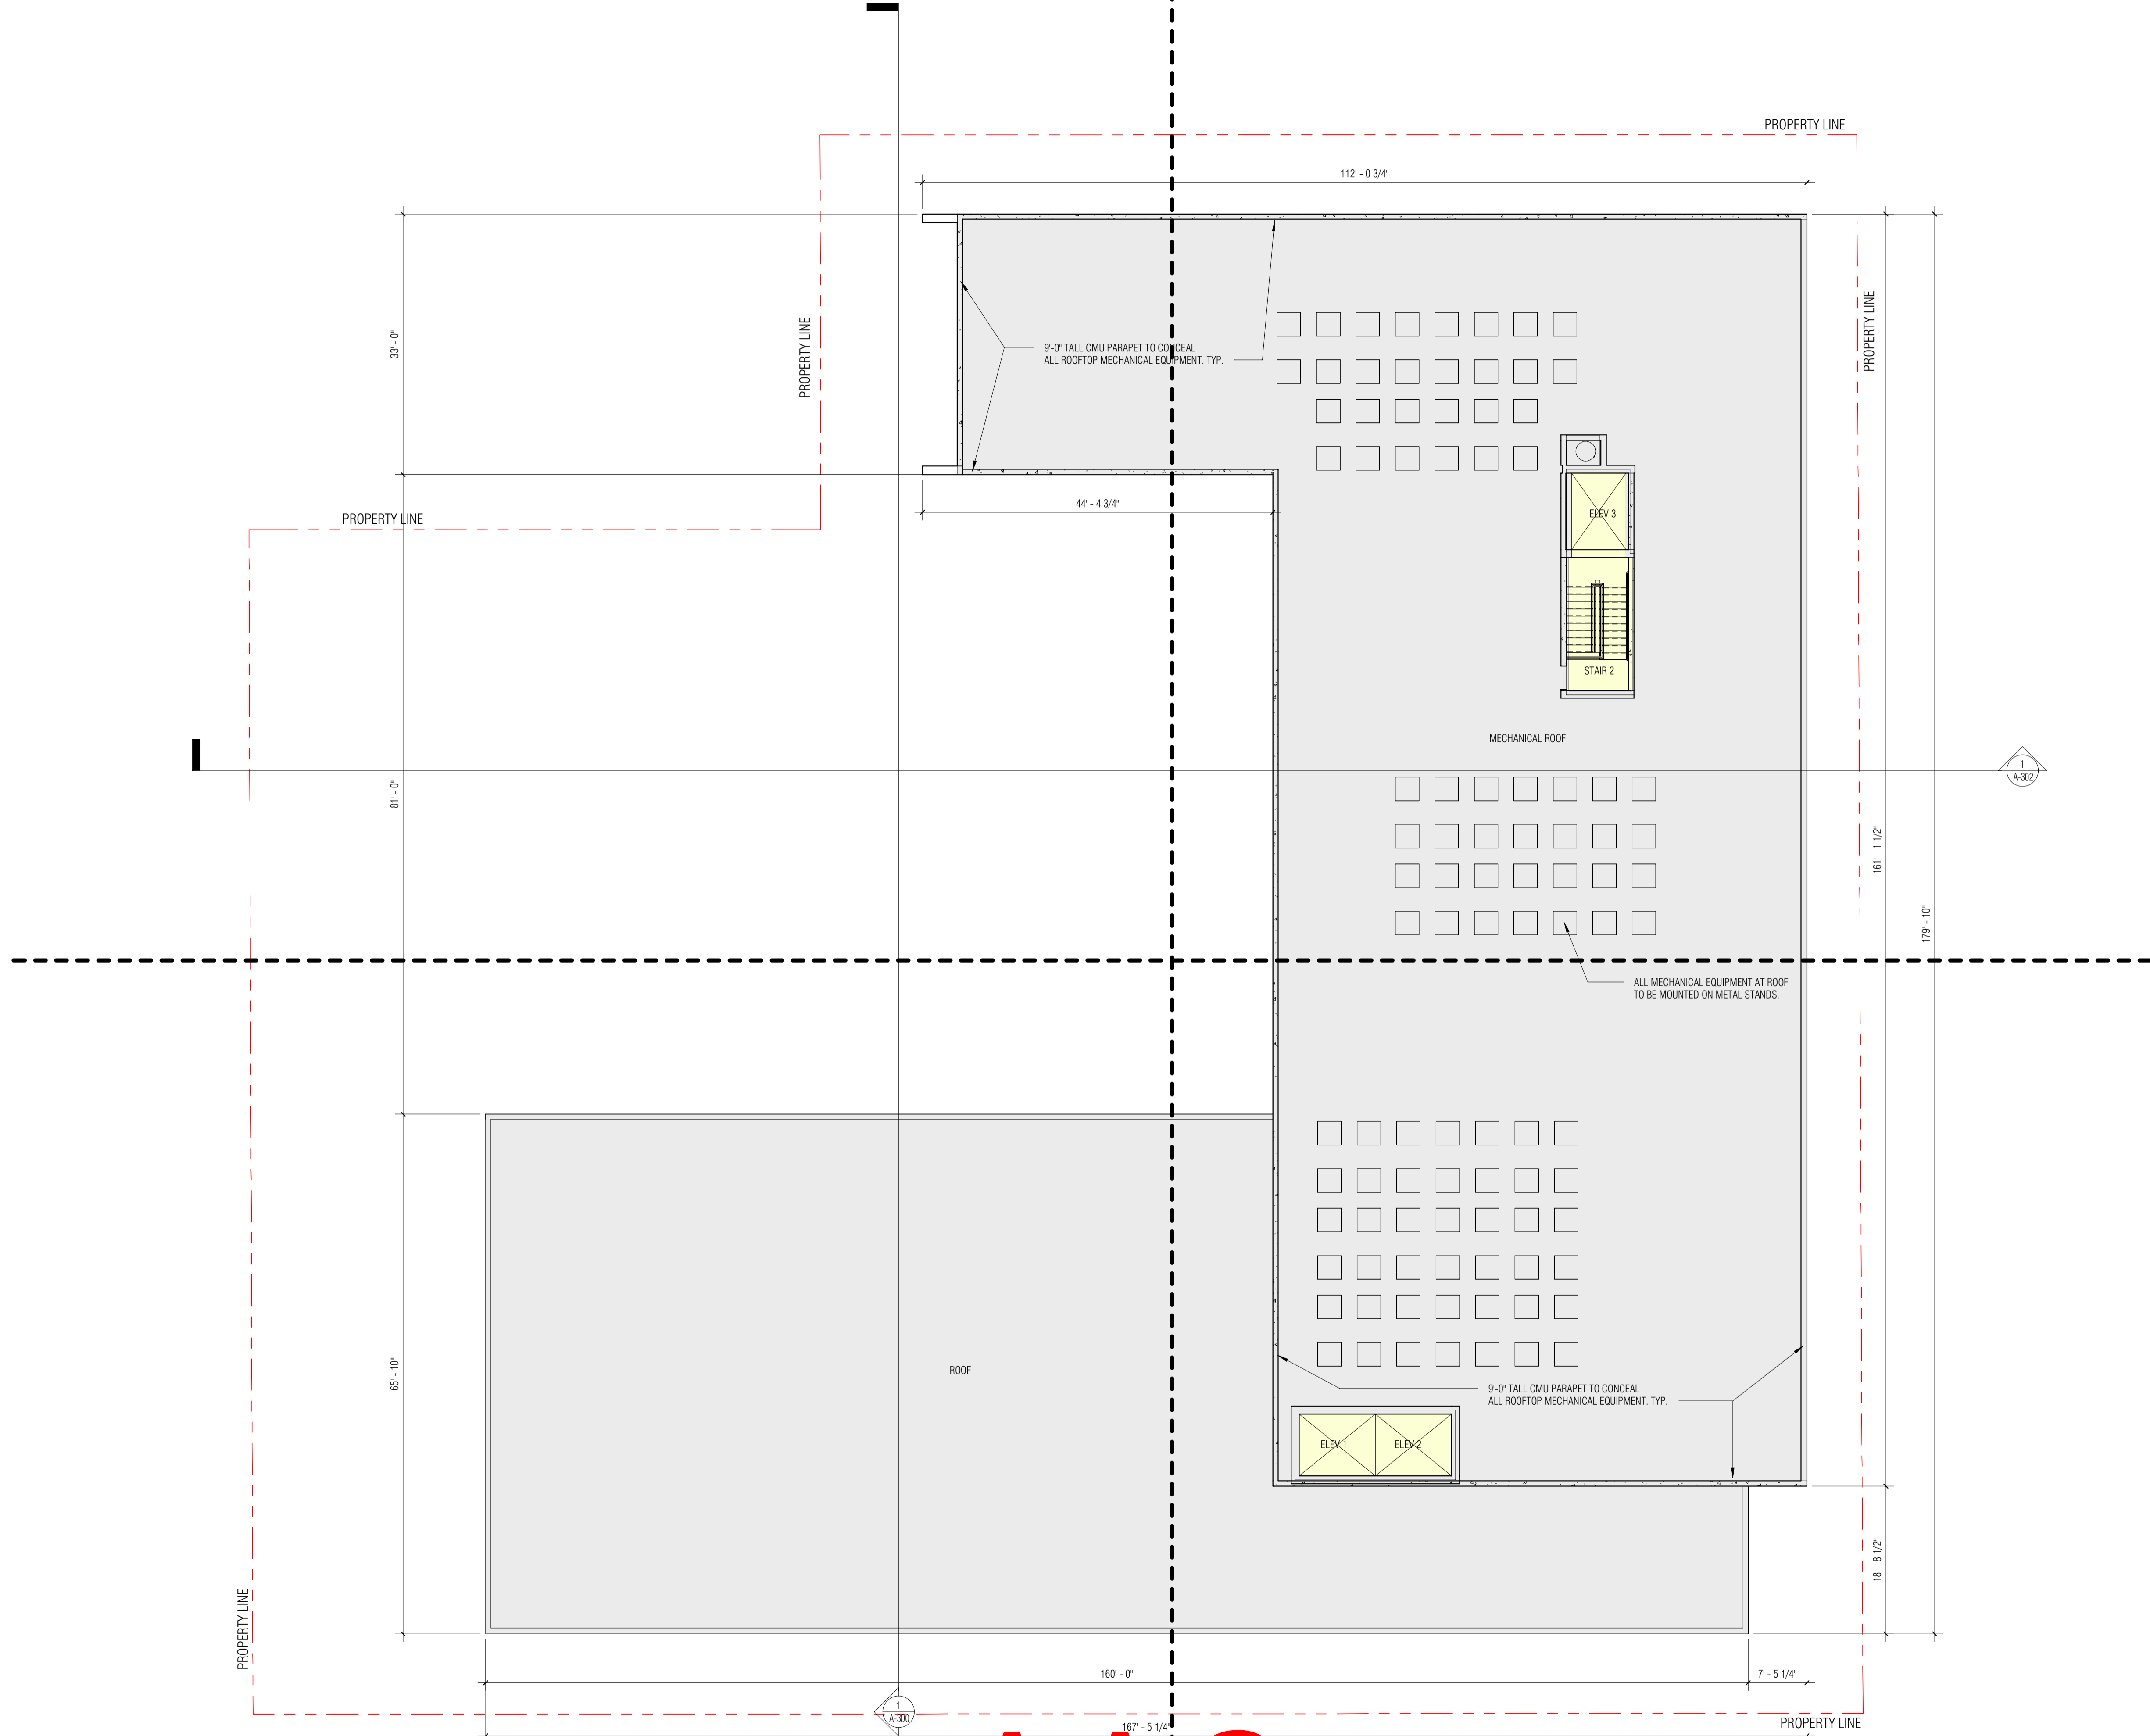 PROPERTY LINE
112' - 0 3/4"
PROPERTY LINE
PROPERTY LINE
33' - 0"
9'-0" TALL CMU PARAPET TO CONCEAL
ALL ROOFTOP MECHANICAL EQUIPMENT. TYP.
44' - 4 3/4"
PROPERTY LINE
ELEV 3
STAIR 2
MECHANICAL ROOF
1
A-302
81' - 0"
161' - 1 1/2"
179' - 10"
ALL MECHANICAL EQUIPMENT AT ROOF
TO BE MOUNTED ON METAL STANDS.
65' - 10"
ROOF
9'-0" TALL CMU PARAPET TO CONCEAL
ALL ROOFTOP MECHANICAL EQUIPMENT. TYP.
ELEV 1
ELEV 2
18' - 8 1/2"
PROPERTY LINE
160' - 0"
7' - 5 1/4"
1
A-300
167' - 5 1/4"
PROPERTY LINE